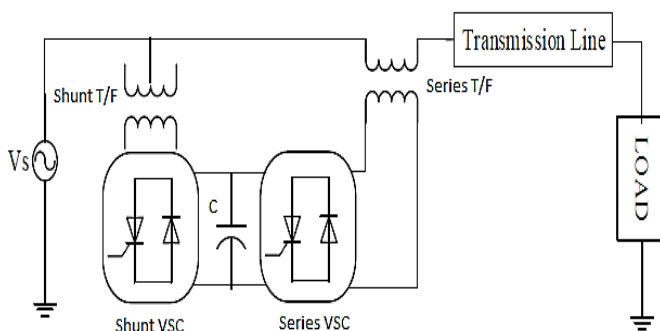 Transmission Line
Shunt T/F
Series T/F
Vs
C
LOAD
Shunt VSC
Series VSC